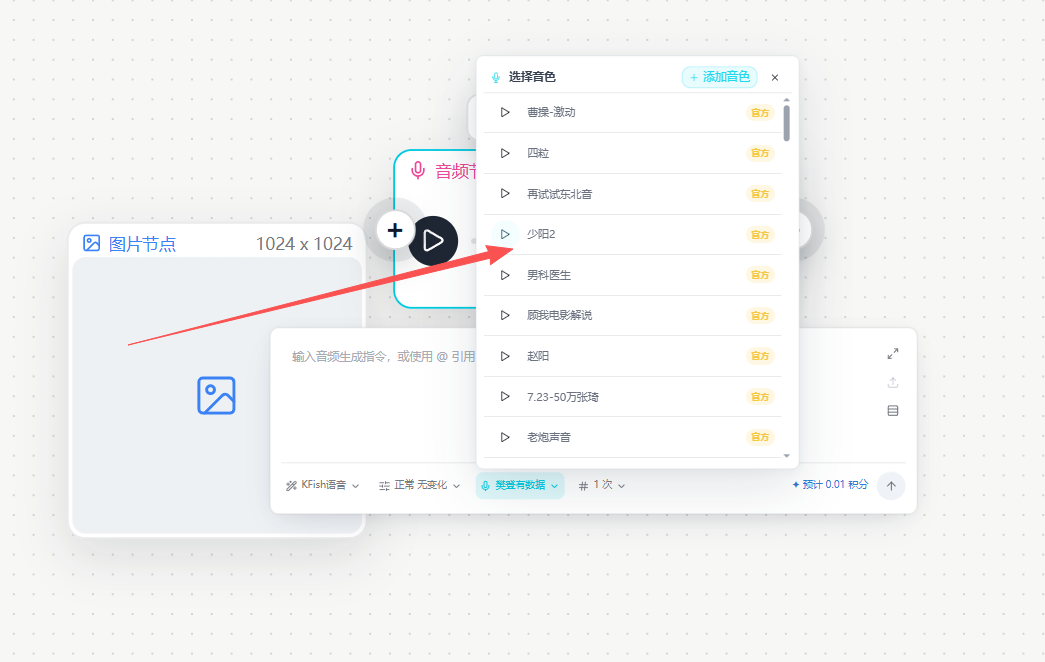 选择音色
+ 添加音色
曹操-激动
官方
四粒
官方
再试试东北音
官方
少阳2
官方
男科医生
官方
顾我电影解说
官方
赵阳
官方
7.23-50万张琦
官方
老炮声音
官方
音频节
图片节点
1024 x 1024
输入音频生成指令，或使用 @ 引用
KFish语音
正常 无变化
樊登有数据
# 1 次
预计 0.01 积分